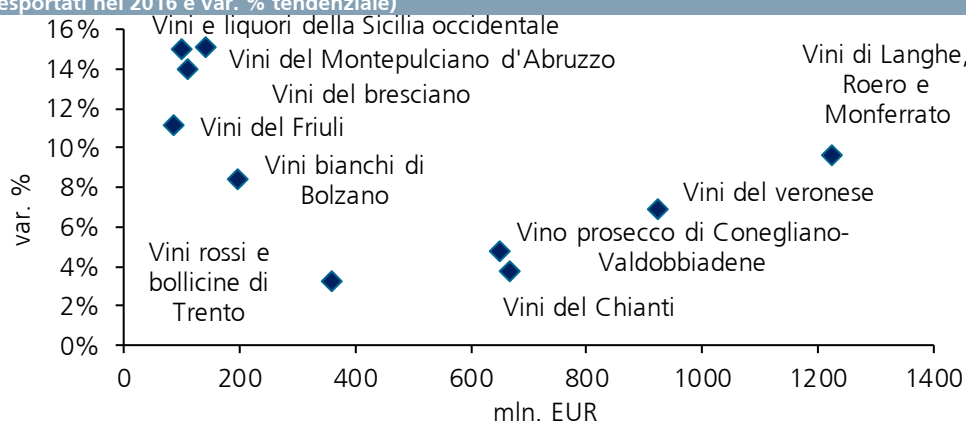 esportati nel 2016 e var. % tendenziale)
16%
14%
12%
10%
8%
6%
4%
2%
0%
var. %
Vini e liquori della Sicilia occidentale
Vini del Montepulciano d'Abruzzo
Vini del bresciano
Vini del Friuli
Vini bianchi di
Bolzano
Vini rossi e
bollicine di
Trento
Vini di Langhe,
Roero e
Monferrato
Vini del veronese
Vino prosecco di Conegliano-
Valdobbiadene
Vini del Chianti
0 200 400 600 800 1000 1200 1400
mln. EUR